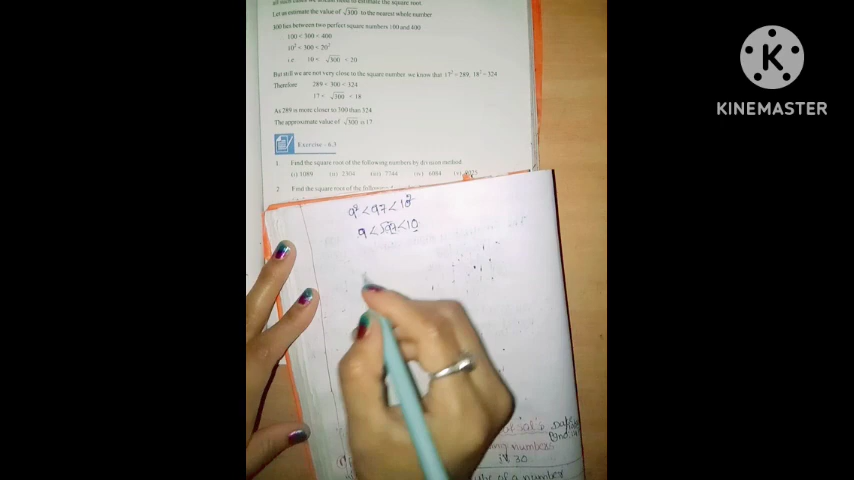 Let us estimate the value of √300 to the nearest whole number
300 lies between two perfect square numbers 100 and 400
100 < 300 < 400
10² < 300 < 20²
i.e. 10 < √300 < 20
But still we are not very close to the square number. we know that 17² = 289, 18² = 324
Therefore 289 < 300 < 324
17 < √300 < 18
As 289 is more closer to 300 than 324
The approximate value of √300 is 17
Exercise - 6.3
1. Find the square root of the following numbers by division method
(i) 1089 (ii) 2304 (iii) 7744 (iv) 6084 (v)
2. Find the square root of the following
9² < 97 < 10²
9 < √97 < 10
numbers
30
of a number
KINEMASTER